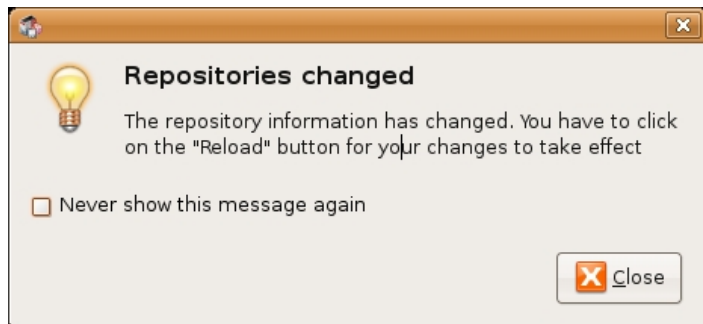 Repositories changed
The repository information has changed. You have to click
on the "Reload" button for your changes to take effect
Never show this message again
Close